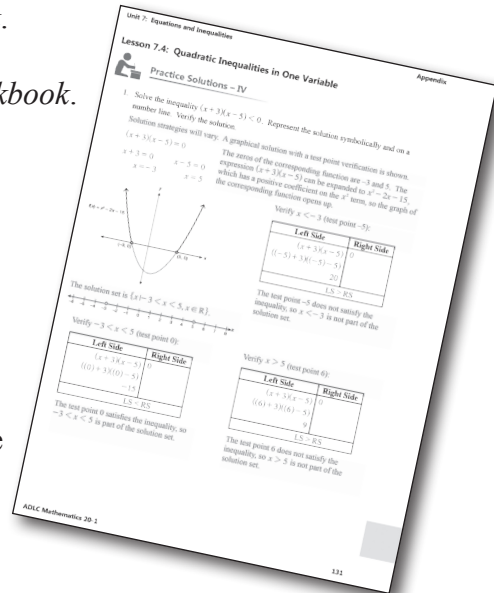 .
kbook.
e
Unit 7: Equations and Inequalities
Appendix
Lesson 7.4: Quadratic Inequalities in One Variable
Practice Solutions – IV
1. Solve the inequality (x + 3)(x − 5) < 0. Represent the solution symbolically and on a
number line. Verify the solution.
Solution strategies will vary. A graphical solution with a test point verification is shown.
(x + 3)(x − 5) = 0
x + 3 = 0 x − 5 = 0
x = −3 x = 5
The zeros of the corresponding function are −3 and 5. The
expression (x + 3)(x − 5) can be expanded to x² − 2x − 15,
which has a positive coefficient on the x² term, so the graph of
the corresponding function opens up.
Verify x < −3 (test point −5):
Left Side Right Side
(x + 3)(x − 5) 0
((−5) + 3)((−5) − 5)
20
LS > RS
The test point −5 does not satisfy the
inequality, so x < −3 is not part of the
solution set.
The solution set is {x|−3 < x < 5, x ∈ R}.
Verify −3 < x < 5 (test point 0):
Left Side Right Side
(x + 3)(x − 5) 0
((0) + 3)((0) − 5)
−15
LS < RS
The test point 0 satisfies the inequality, so
−3 < x < 5 is part of the solution set.
Verify x > 5 (test point 6):
Left Side Right Side
(x + 3)(x − 5) 0
((6) + 3)((6) − 5)
9
LS > RS
The test point 6 does not satisfy the
inequality, so x > 5 is not part of the
solution set.
ADLC Mathematics 20-1
131